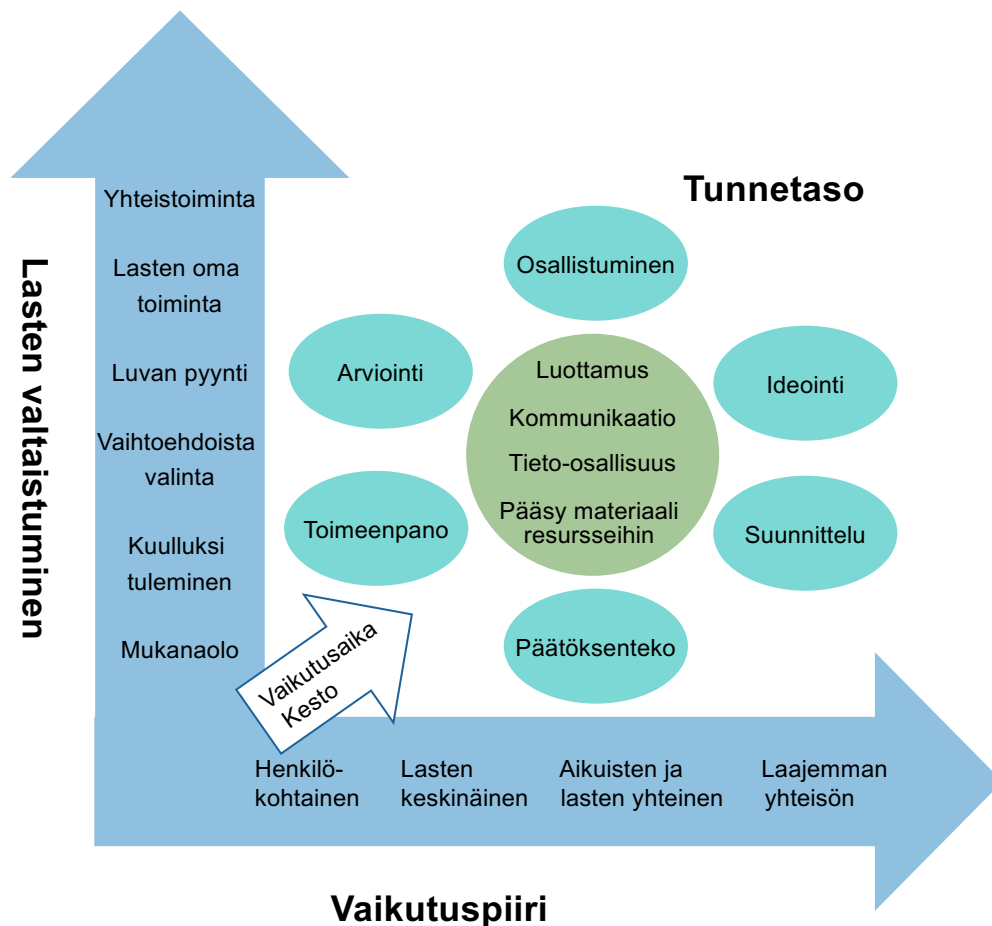 Lasten valtaistuminen
Yhteistoiminta
Lasten oma
toiminta
Luvan pyynti
Vaihtoehdoista
valinta
Kuulluksi
tuleminen
Mukanaolo
Tunnetaso
Osallistuminen
Arviointi
Ideointi
Toimeenpano
Suunnittelu
Päätöksenteko
Luottamus
Kommunikaatio
Tieto-osallisuus
Pääsy materiaali
resursseihin
Vaikutusaika
Kesto
Henkilö-
kohtainen
Lasten
keskinäinen
Aikuisten ja
lasten yhteinen
Laajemman
yhteisön
Vaikutuspiiri